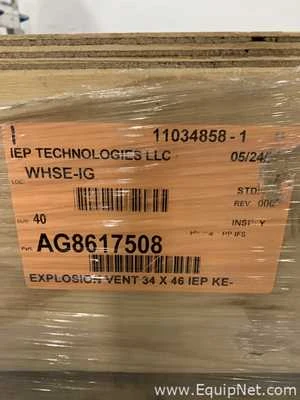 11034858 - 1
IEP TECHNOLOGIES LLC 05/24/
WHSE-IG
STD
REV
40
AG8617508
EXPLOSION VENT 34 X 46 IEP KE-
© www.EquipNet.com